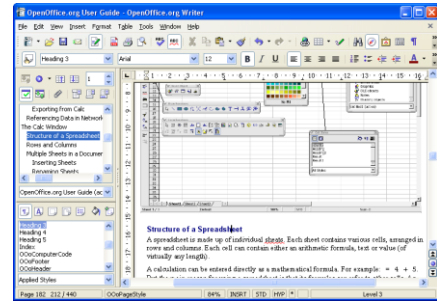 OpenOffice.org User Guide - OpenOffice.org Writer
File Edit View Insert Format Table Tools Window Help
Heading 3 Arial 12 B I U
1
Exporting from Calc
Referencing Data in Network
The Calc Window
Structure of a Spreadsheet
Rows and Columns
Multiple Sheets in a Documer
Inserting Sheets
Renaming Sheets
OpenOffice.org User Guide (ac
Heading 3
Heading 4
Heading 5
Index
OOoComputerCode
OOoFooter
OOoHeader
Applied Styles
Structure of a Spreadsheet
A spreadsheet is made up of individual sheets. Each sheet contains various cells, arranged in
rows and columns. Each cell can contain either an arithmetic formula, text or value (of
virtually any length).
A calculation can be entered directly as a mathematical formula. For example: = 4 + 5.
Page 182 212/440 OOoPageStyle 84% INSRT STD HYP * Level 3